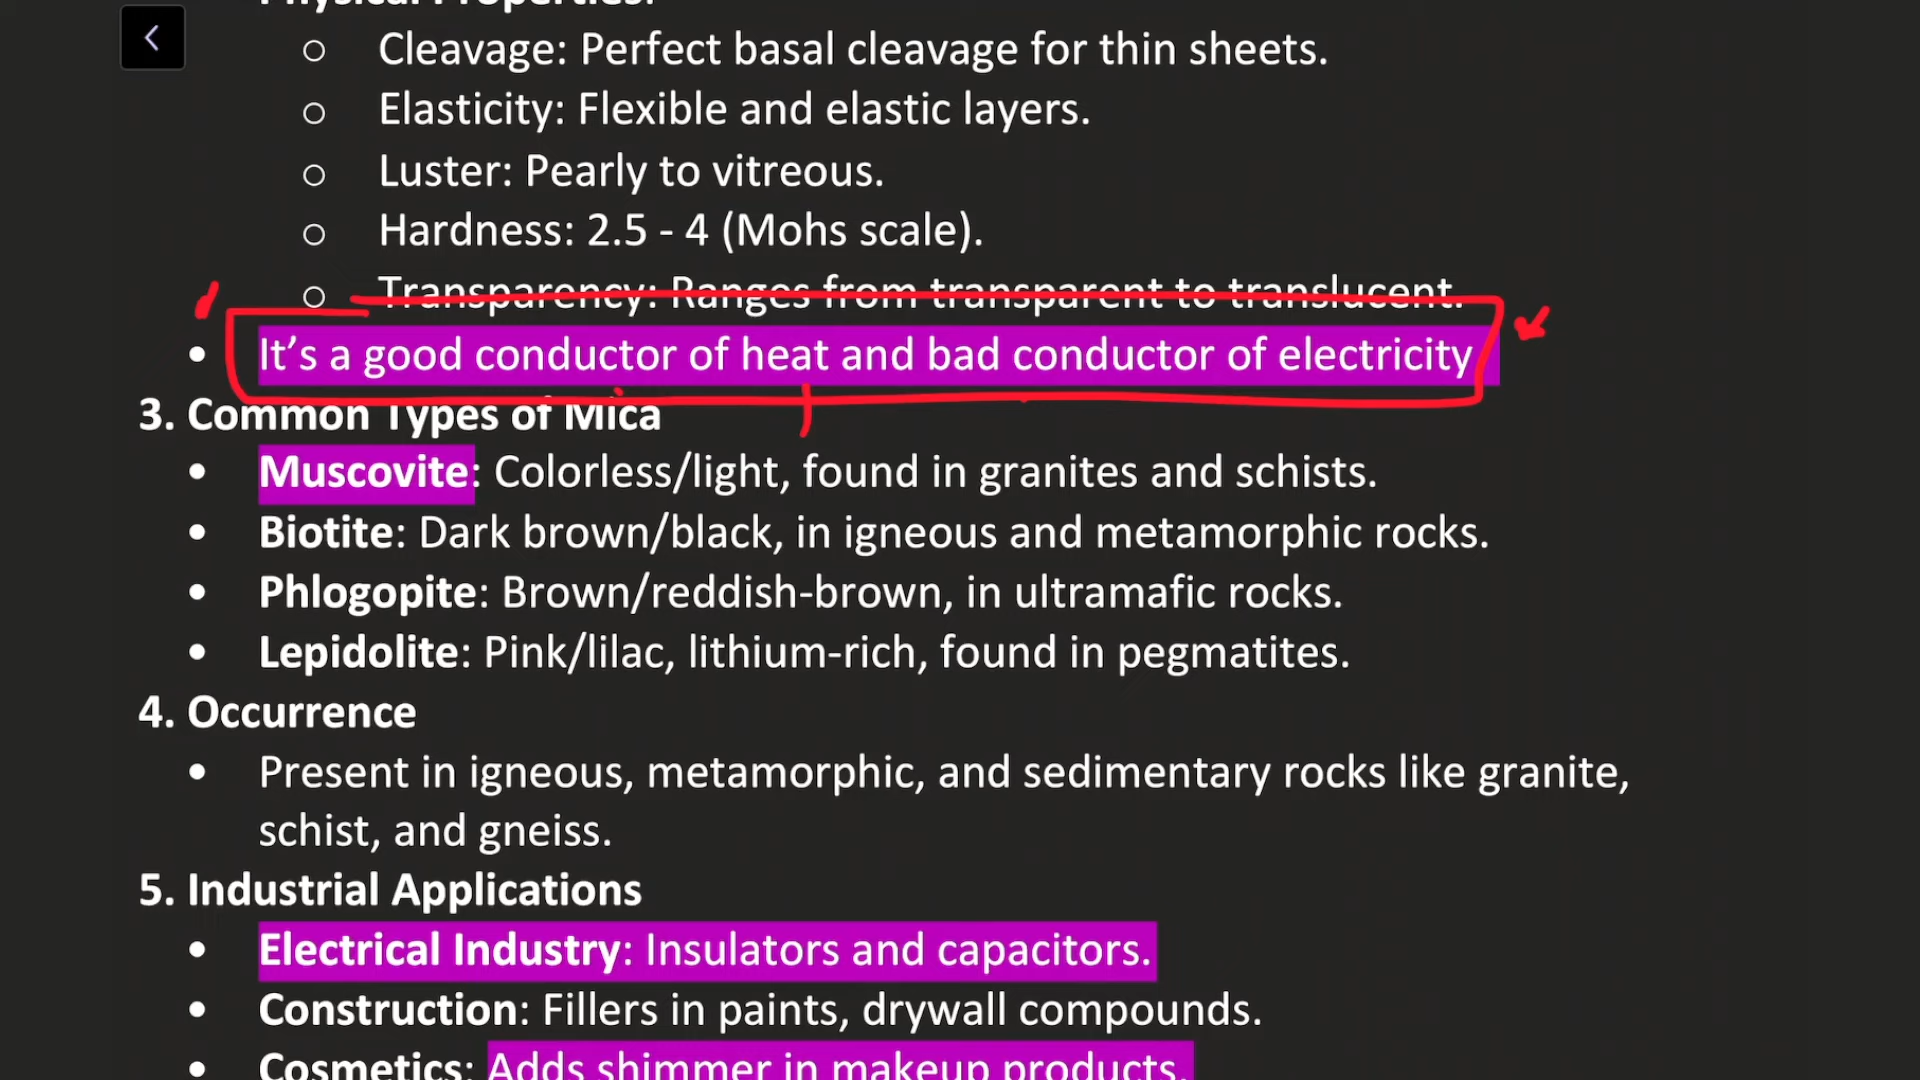 Physical Properties:
○ Cleavage: Perfect basal cleavage for thin sheets.
○ Elasticity: Flexible and elastic layers.
○ Luster: Pearly to vitreous.
○ Hardness: 2.5 - 4 (Mohs scale).
○ Transparency: Ranges from transparent to translucent.
• It’s a good conductor of heat and bad conductor of electricity
3. Common Types of Mica
• Muscovite: Colorless/light, found in granites and schists.
• Biotite: Dark brown/black, in igneous and metamorphic rocks.
• Phlogopite: Brown/reddish-brown, in ultramafic rocks.
• Lepidolite: Pink/lilac, lithium-rich, found in pegmatites.
4. Occurrence
• Present in igneous, metamorphic, and sedimentary rocks like granite,
schist, and gneiss.
5. Industrial Applications
• Electrical Industry: Insulators and capacitors.
• Construction: Fillers in paints, drywall compounds.
• Cosmetics: Adds shimmer in makeup products.